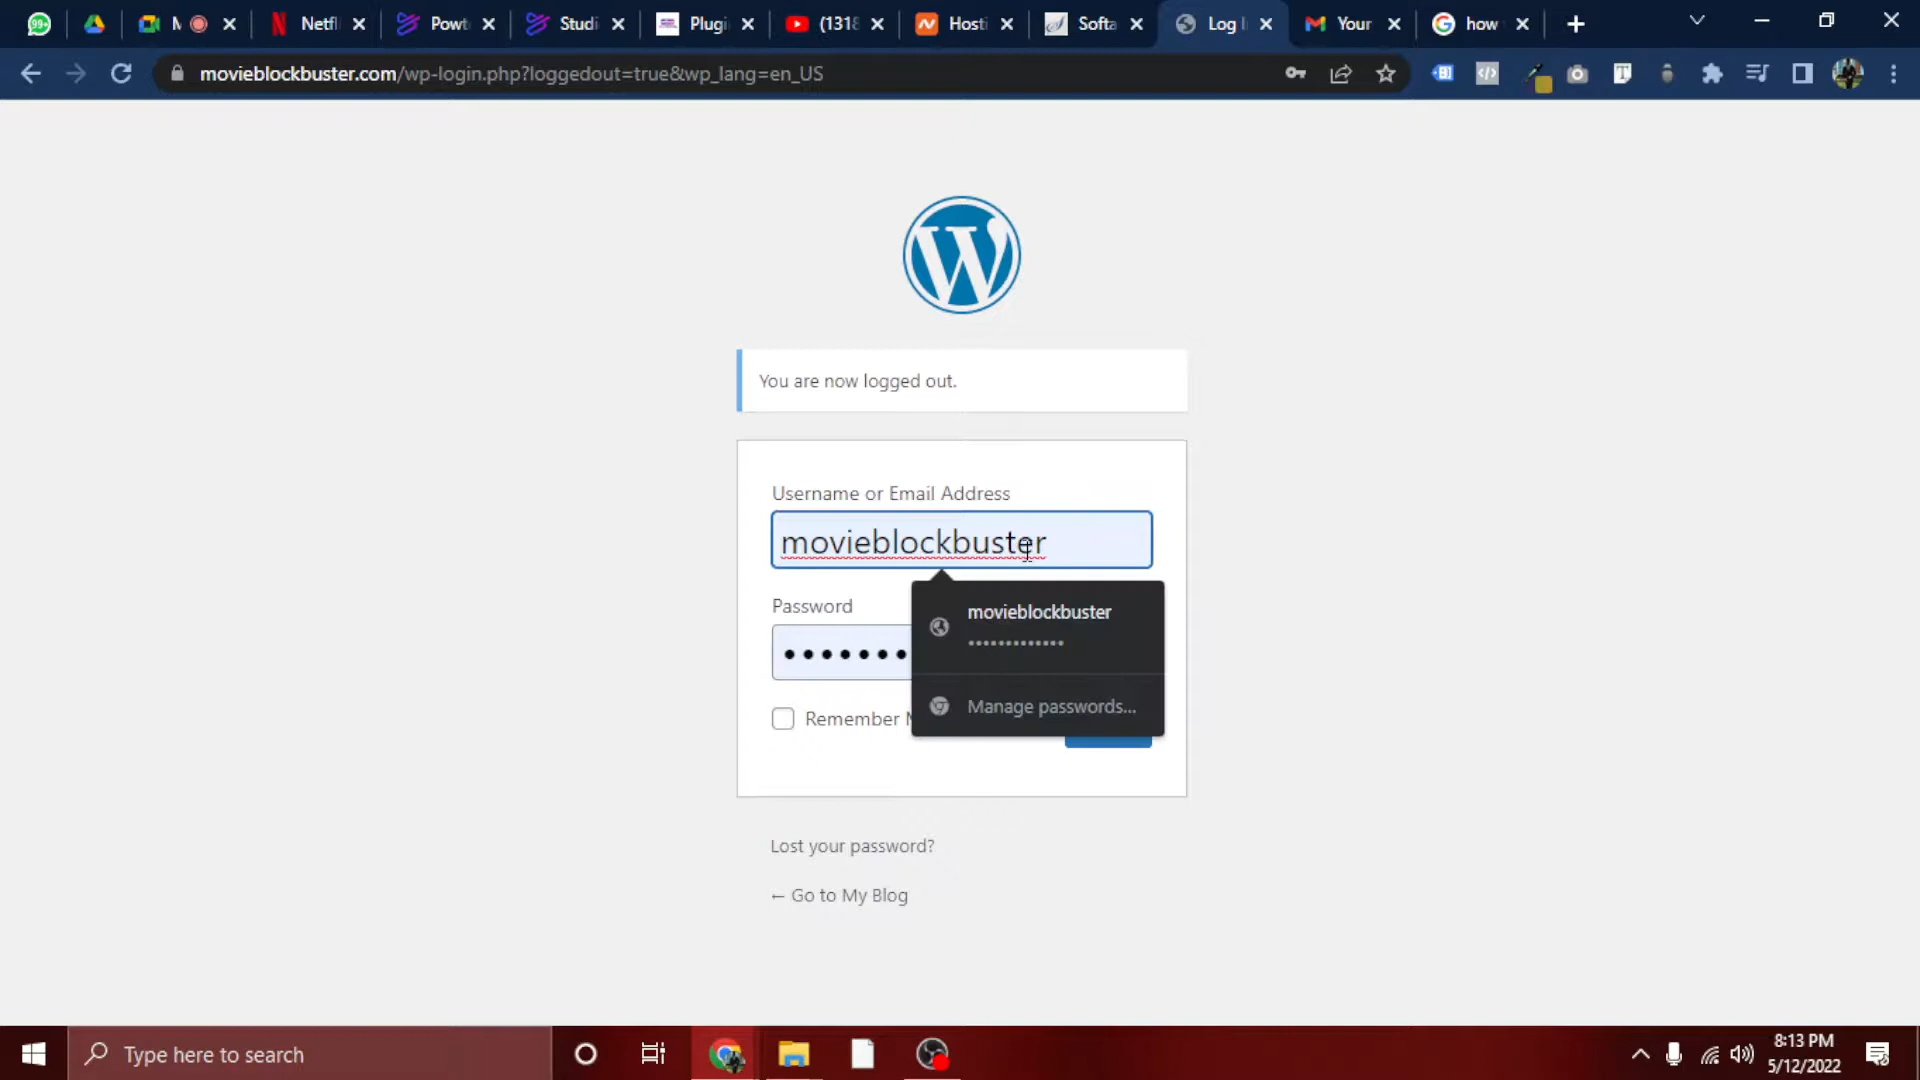 99+
M
Netfl
Powt
Studi
Plugi
(1318
Hosti
Softa
Log I
Your
how
movieblockbuster.com/wp-login.php?loggedout=true&wp_lang=en_US
You are now logged out.
Username or Email Address
movieblockbuster
Password
movieblockbuster
Remember M
Manage passwords...
Lost your password?
← Go to My Blog
Type here to search
8:13 PM
5/12/2022